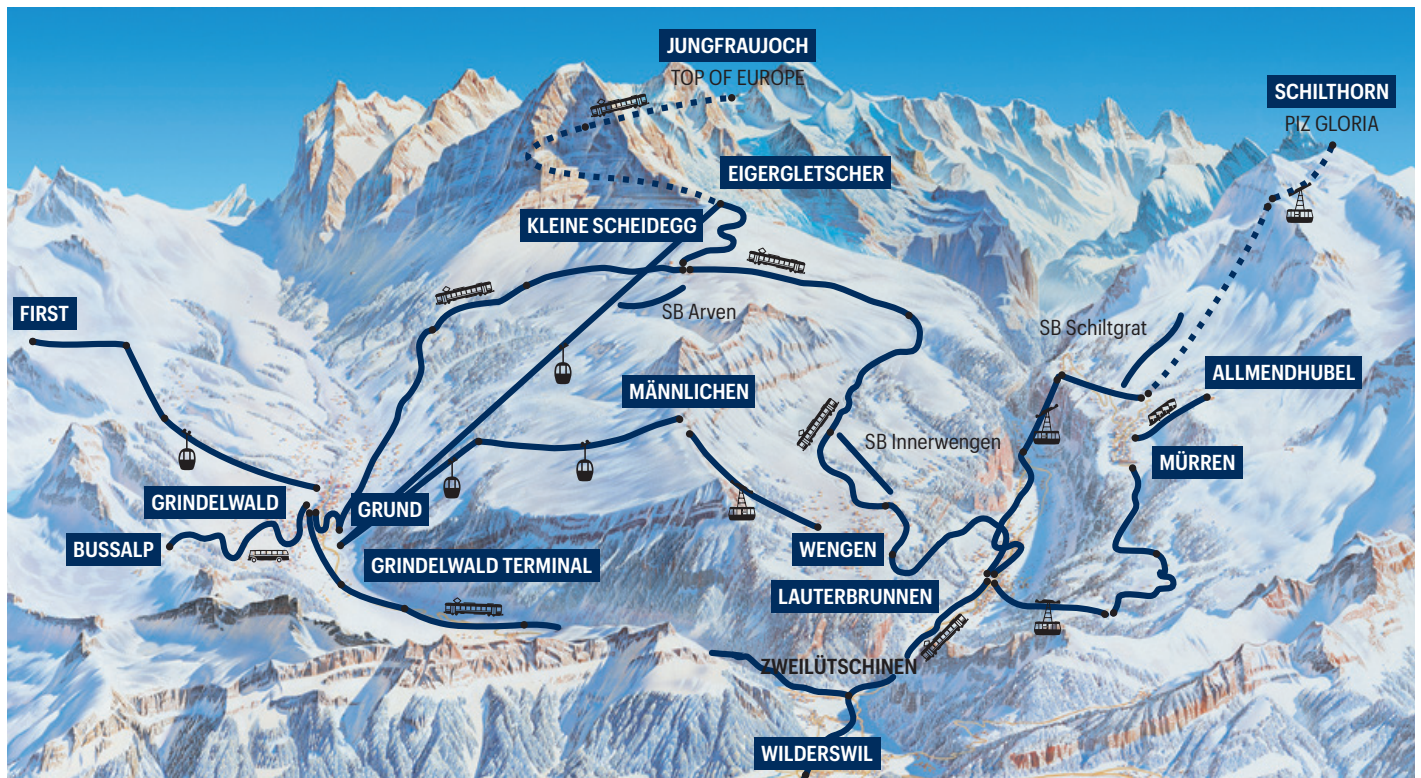 JUNGFRAUJOCH
TOP OF EUROPE
SCHILTHORN
PIZ GLORIA
EIGERGLETSCHER
KLEINE SCHEIDEGG
FIRST
SB Arven
SB Schiltgrat
MÄNNLICHEN
ALLMENDHUBEL
SB Innerwengen
MÜRREN
GRINDELWALD
GRUND
BUSSALP
WENGEN
GRINDELWALD TERMINAL
LAUTERBRUNNEN
ZWEILÜTSCHINEN
WILDERSWIL